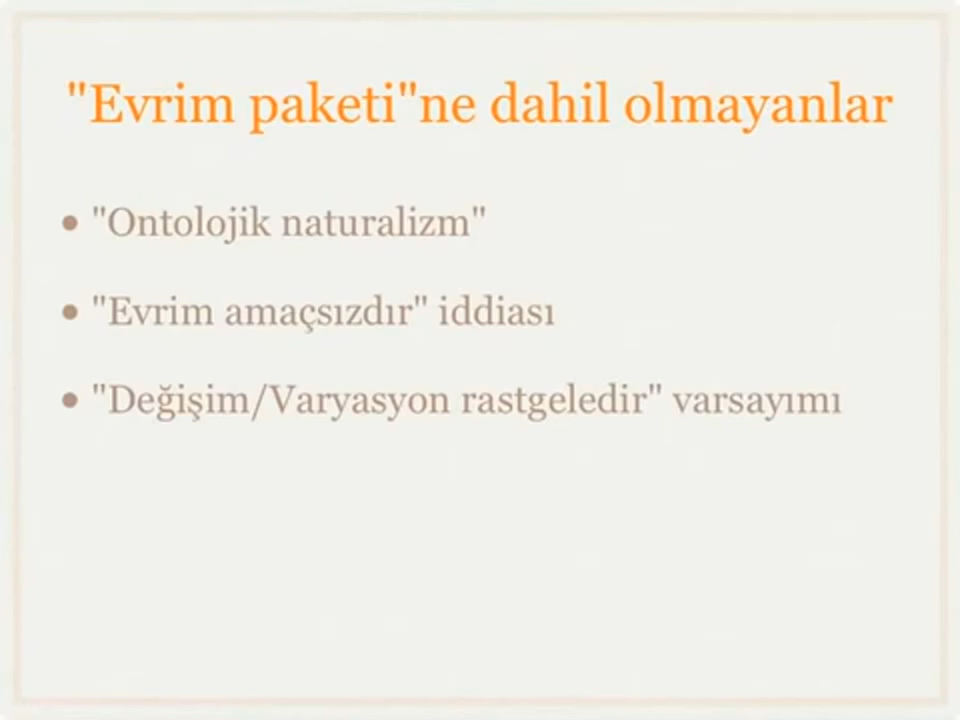 "Evrim paketi"ne dahil olmayanlar
• "Ontolojik naturalizm"
• "Evrim amaçsızdır" iddiası
• "Değişim/Varyasyon rastgeledir" varsayımı